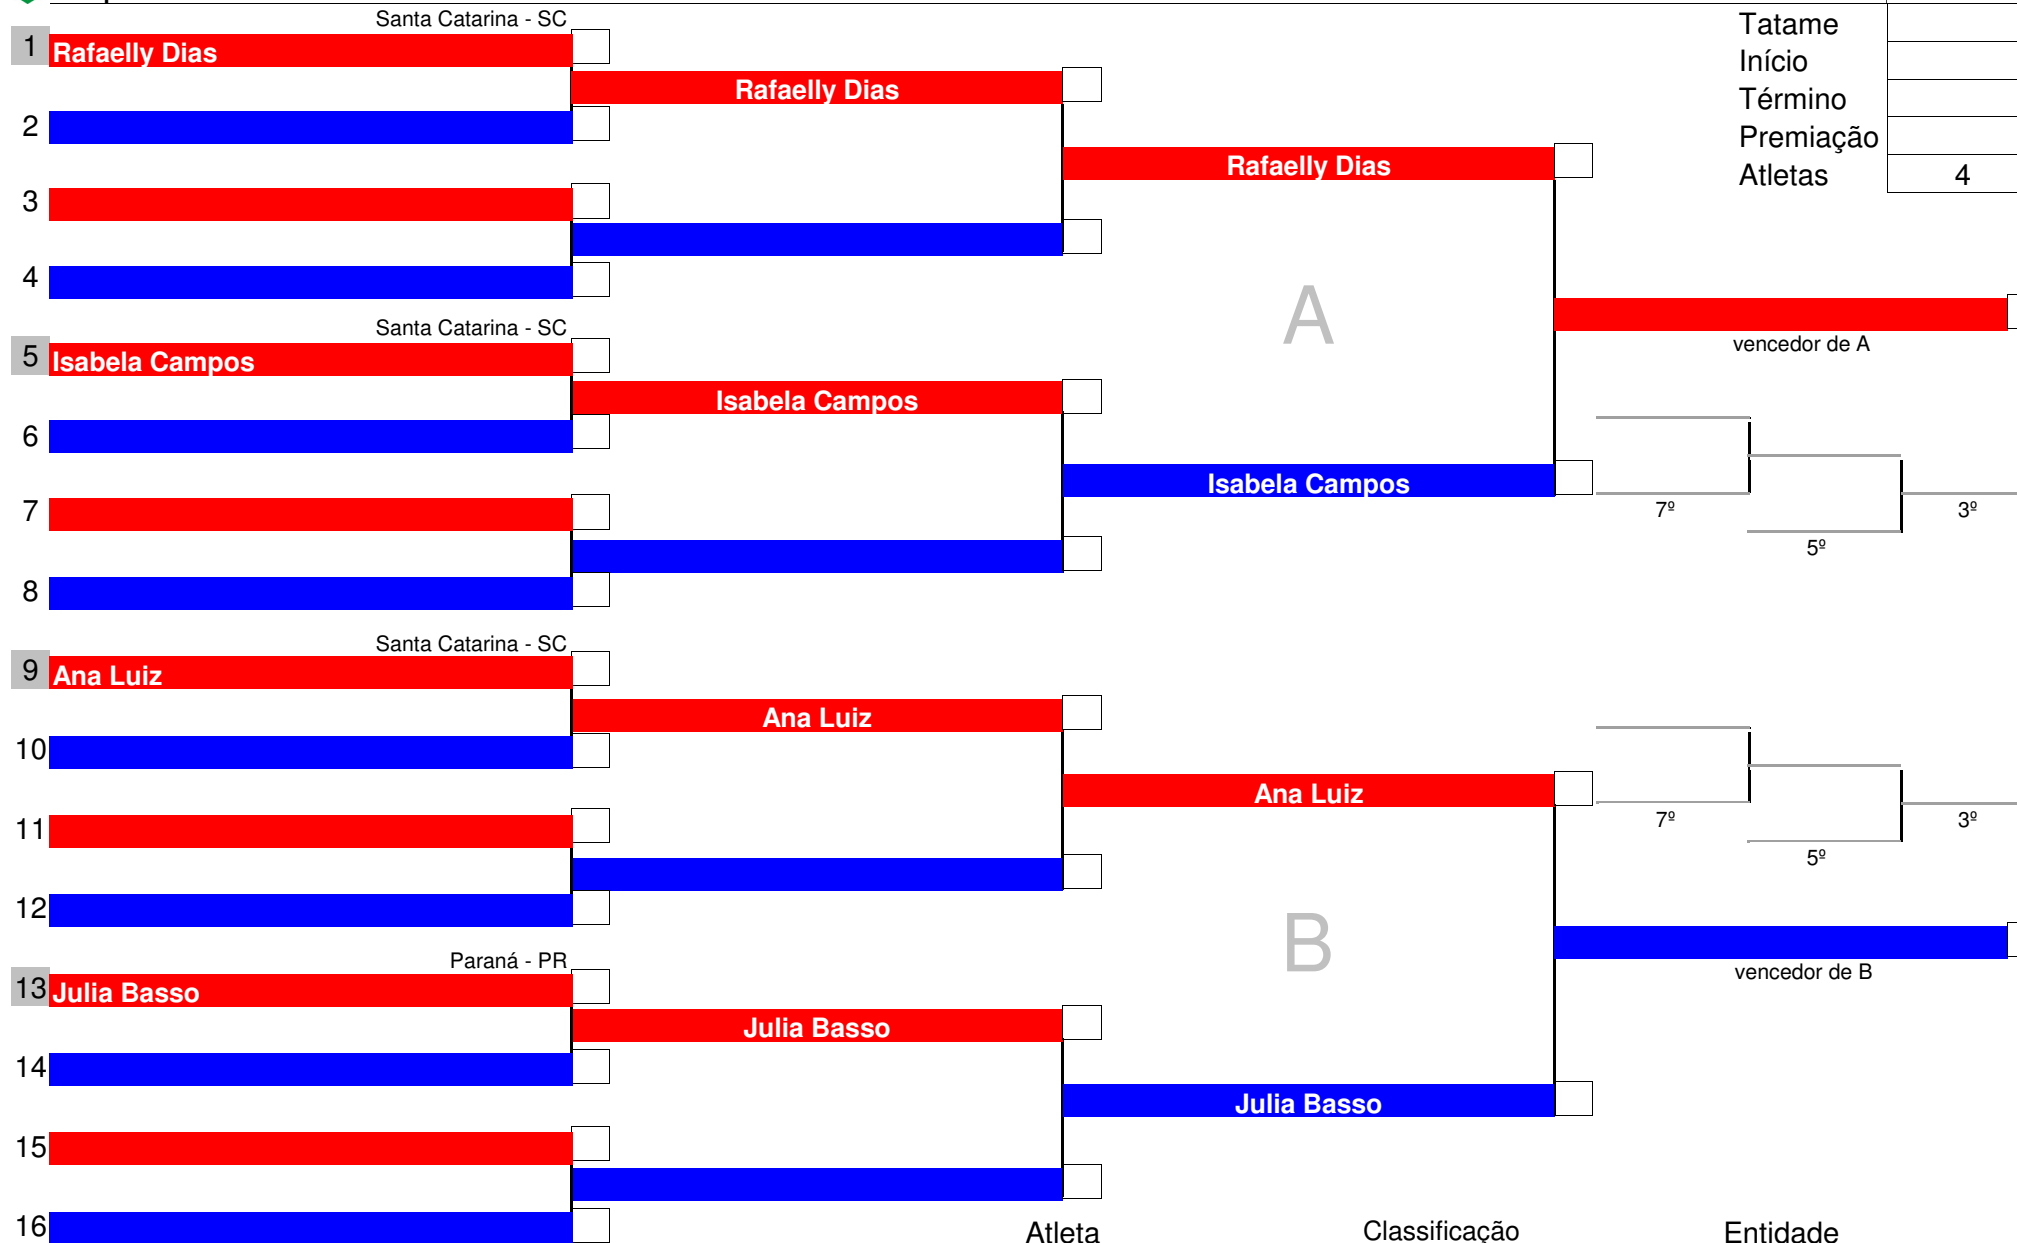 Santa Catarina - SC
1 Rafaelly Dias
Rafaelly Dias
2
Rafaelly Dias
3
4
Tatame
Início
Término
Premiação
Atletas 4
A
vencedor de A
Santa Catarina - SC
5 Isabela Campos
Isabela Campos
6
Isabela Campos
7
8
7º
5º
3º
Santa Catarina - SC
9 Ana Luiz
Ana Luiz
10
Ana Luiz
11
12
7º
5º
3º
B
vencedor de B
Paraná - PR
13 Julia Basso
Julia Basso
14
Julia Basso
15
16
Atleta Classificação Entidade